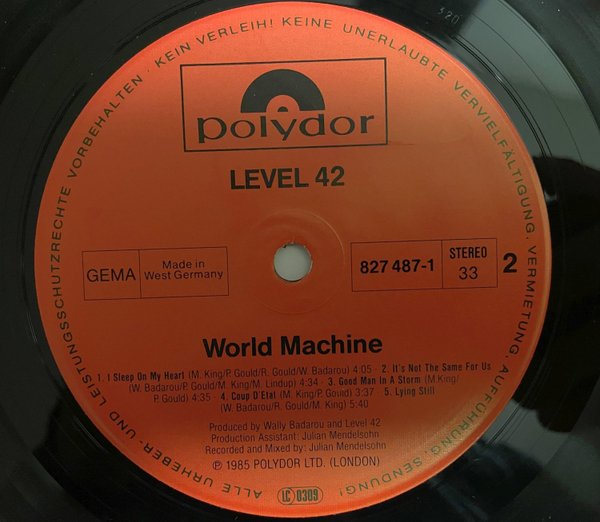 ALLE URHEBER- UND LEISTUNGSSCHUTZRECHTE VORBEHALTEN · KEIN VERLEIH! KEINE UNERLAUBTE VERVIELFÄLTIGUNG, VERMIETUNG, AUFFÜHRUNG, SENDUNG!
polydor
LEVEL 42
GEMA
Made in
West Germany
827 487-1
STEREO
33
2
World Machine
1. I Sleep On My Heart (M. King/P. Gould/R. Gould/W. Badarou) 4:05 - 2. It's Not The Same For Us
(W. Badarou/P. Gould/M. King/M. Lindup) 4:34 - 3. Good Man In A Storm (M. King/
P. Gould) 4:35 - 4. Coup D'Etat (M. King/P. Gould) 3:37 5. Lying Still
(W. Badarou/R. Gould/M. King) 5:40
Produced by Wally Badarou and Level 42
Production Assistant: Julian Mendelsohn
Recorded and Mixed by: Julian Mendelsohn
℗ 1985 POLYDOR LTD. (LONDON)
LC 0309